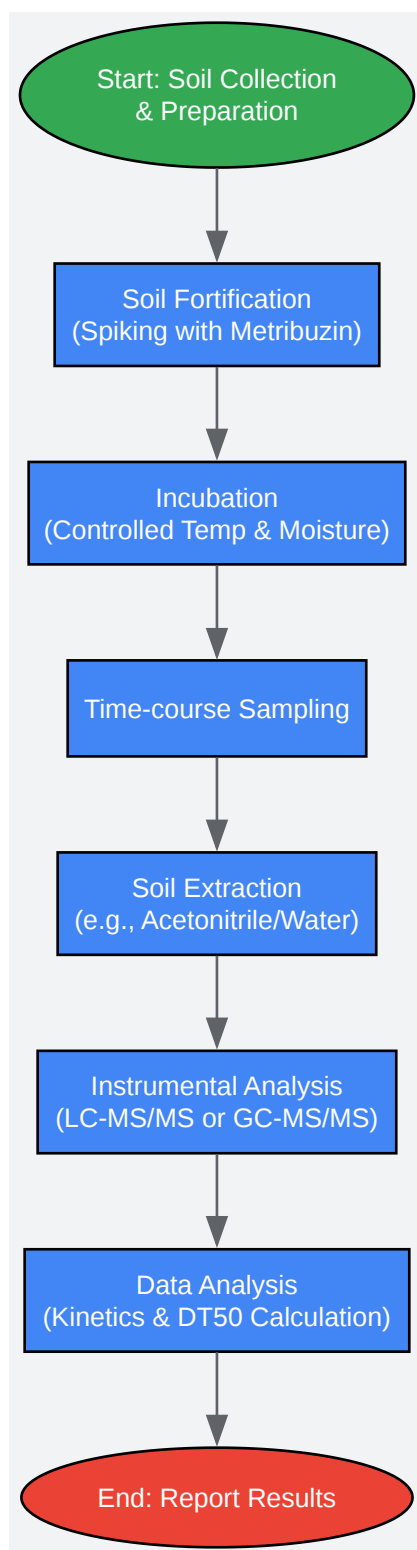 Start: Soil Collection
& Preparation
Soil Fortification
(Spiking with Metribuzin)
Incubation
(Controlled Temp & Moisture)
Time-course Sampling
Soil Extraction
(e.g., Acetonitrile/Water)
Instrumental Analysis
(LC-MS/MS or GC-MS/MS)
Data Analysis
(Kinetics & DT50 Calculation)
End: Report Results